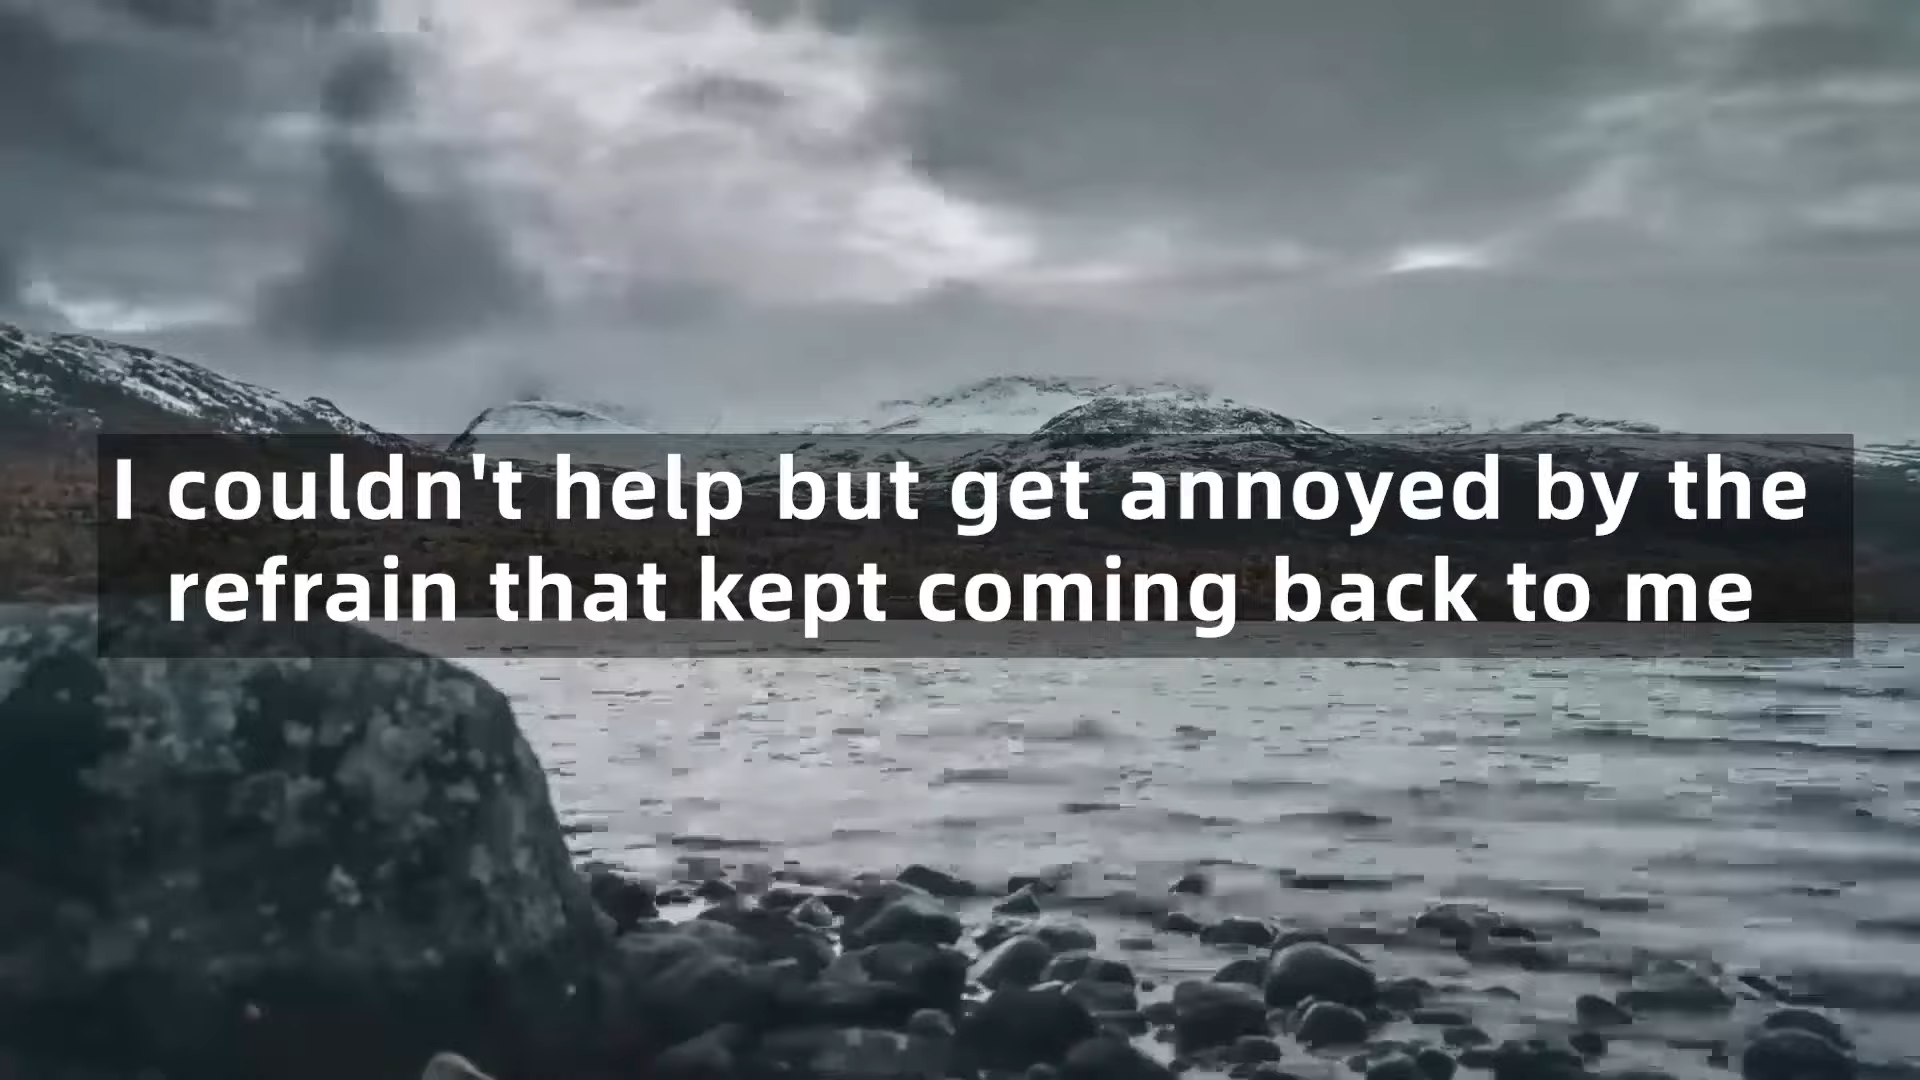 I couldn't help but get annoyed by the
refrain that kept coming back to me